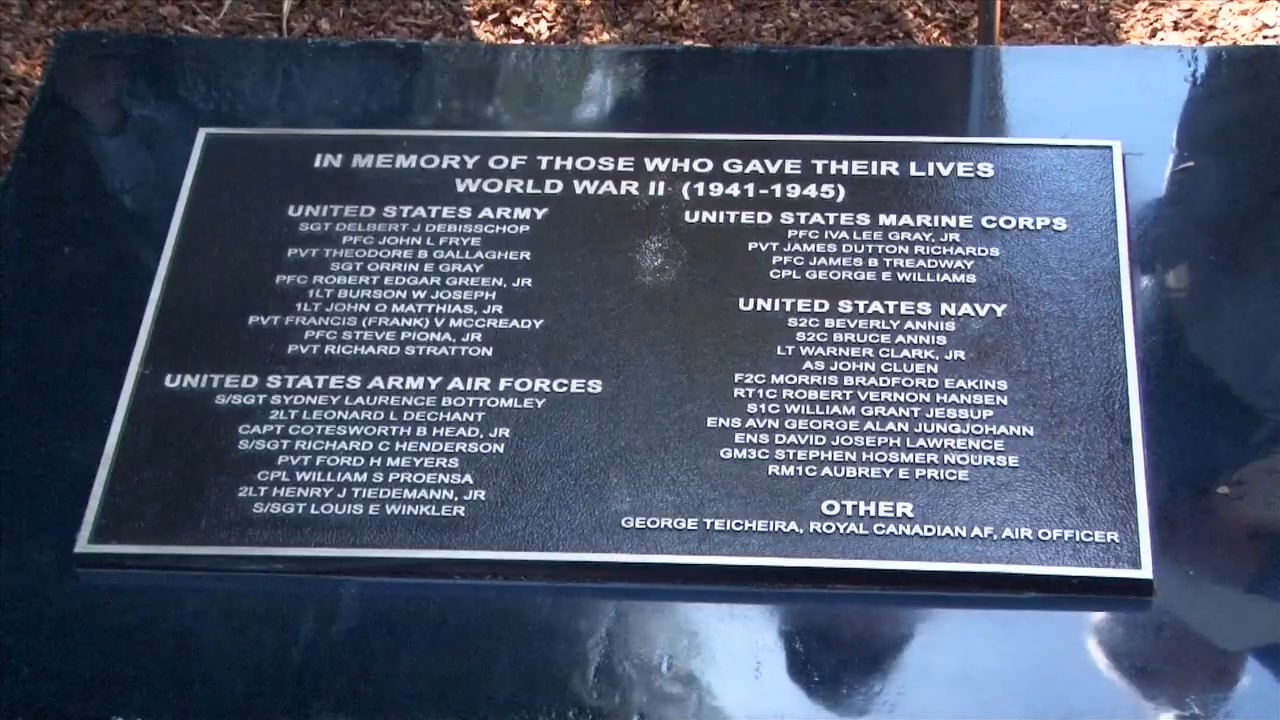 IN MEMORY OF THOSE WHO GAVE THEIR LIVES
WORLD WAR II (1941-1945)
UNITED STATES ARMY
SGT DELBERT J DEBISSCHOP
PFC JOHN L FRYE
PVT THEODORE B GALLAGHER
SGT ORRIN E GRAY
PFC ROBERT EDGAR GREEN, JR
1LT BURSON W JOSEPH
1LT JOHN O MATTHIAS, JR
PVT FRANCIS (FRANK) V MCCREADY
PFC STEVE PIONA, JR
PVT RICHARD STRATTON
UNITED STATES ARMY AIR FORCES
S/SGT SYDNEY LAURENCE BOTTOMLEY
2LT LEONARD L DECHANT
CAPT COTESWORTH B HEAD, JR
S/SGT RICHARD C HENDERSON
PVT FORD H MEYERS
CPL WILLIAM S PROENSA
2LT HENRY J TIEDEMANN, JR
S/SGT LOUIS E WINKLER
UNITED STATES MARINE CORPS
PFC IVA LEE GRAY, JR
PVT JAMES DUTTON RICHARDS
PFC JAMES B TREADWAY
CPL GEORGE E WILLIAMS
UNITED STATES NAVY
S2C BEVERLY ANNIS
S2C BRUCE ANNIS
LT WARNER CLARK, JR
AS JOHN CLUEN
F2C MORRIS BRADFORD EAKINS
RT1C ROBERT VERNON HANSEN
S1C WILLIAM GRANT JESSUP
ENS AVN GEORGE ALAN JUNGJOHANN
ENS DAVID JOSEPH LAWRENCE
GM3C STEPHEN HOSMER NOURSE
RM1C AUBREY E PRICE
OTHER
GEORGE TEICHEIRA, ROYAL CANADIAN AF, AIR OFFICER